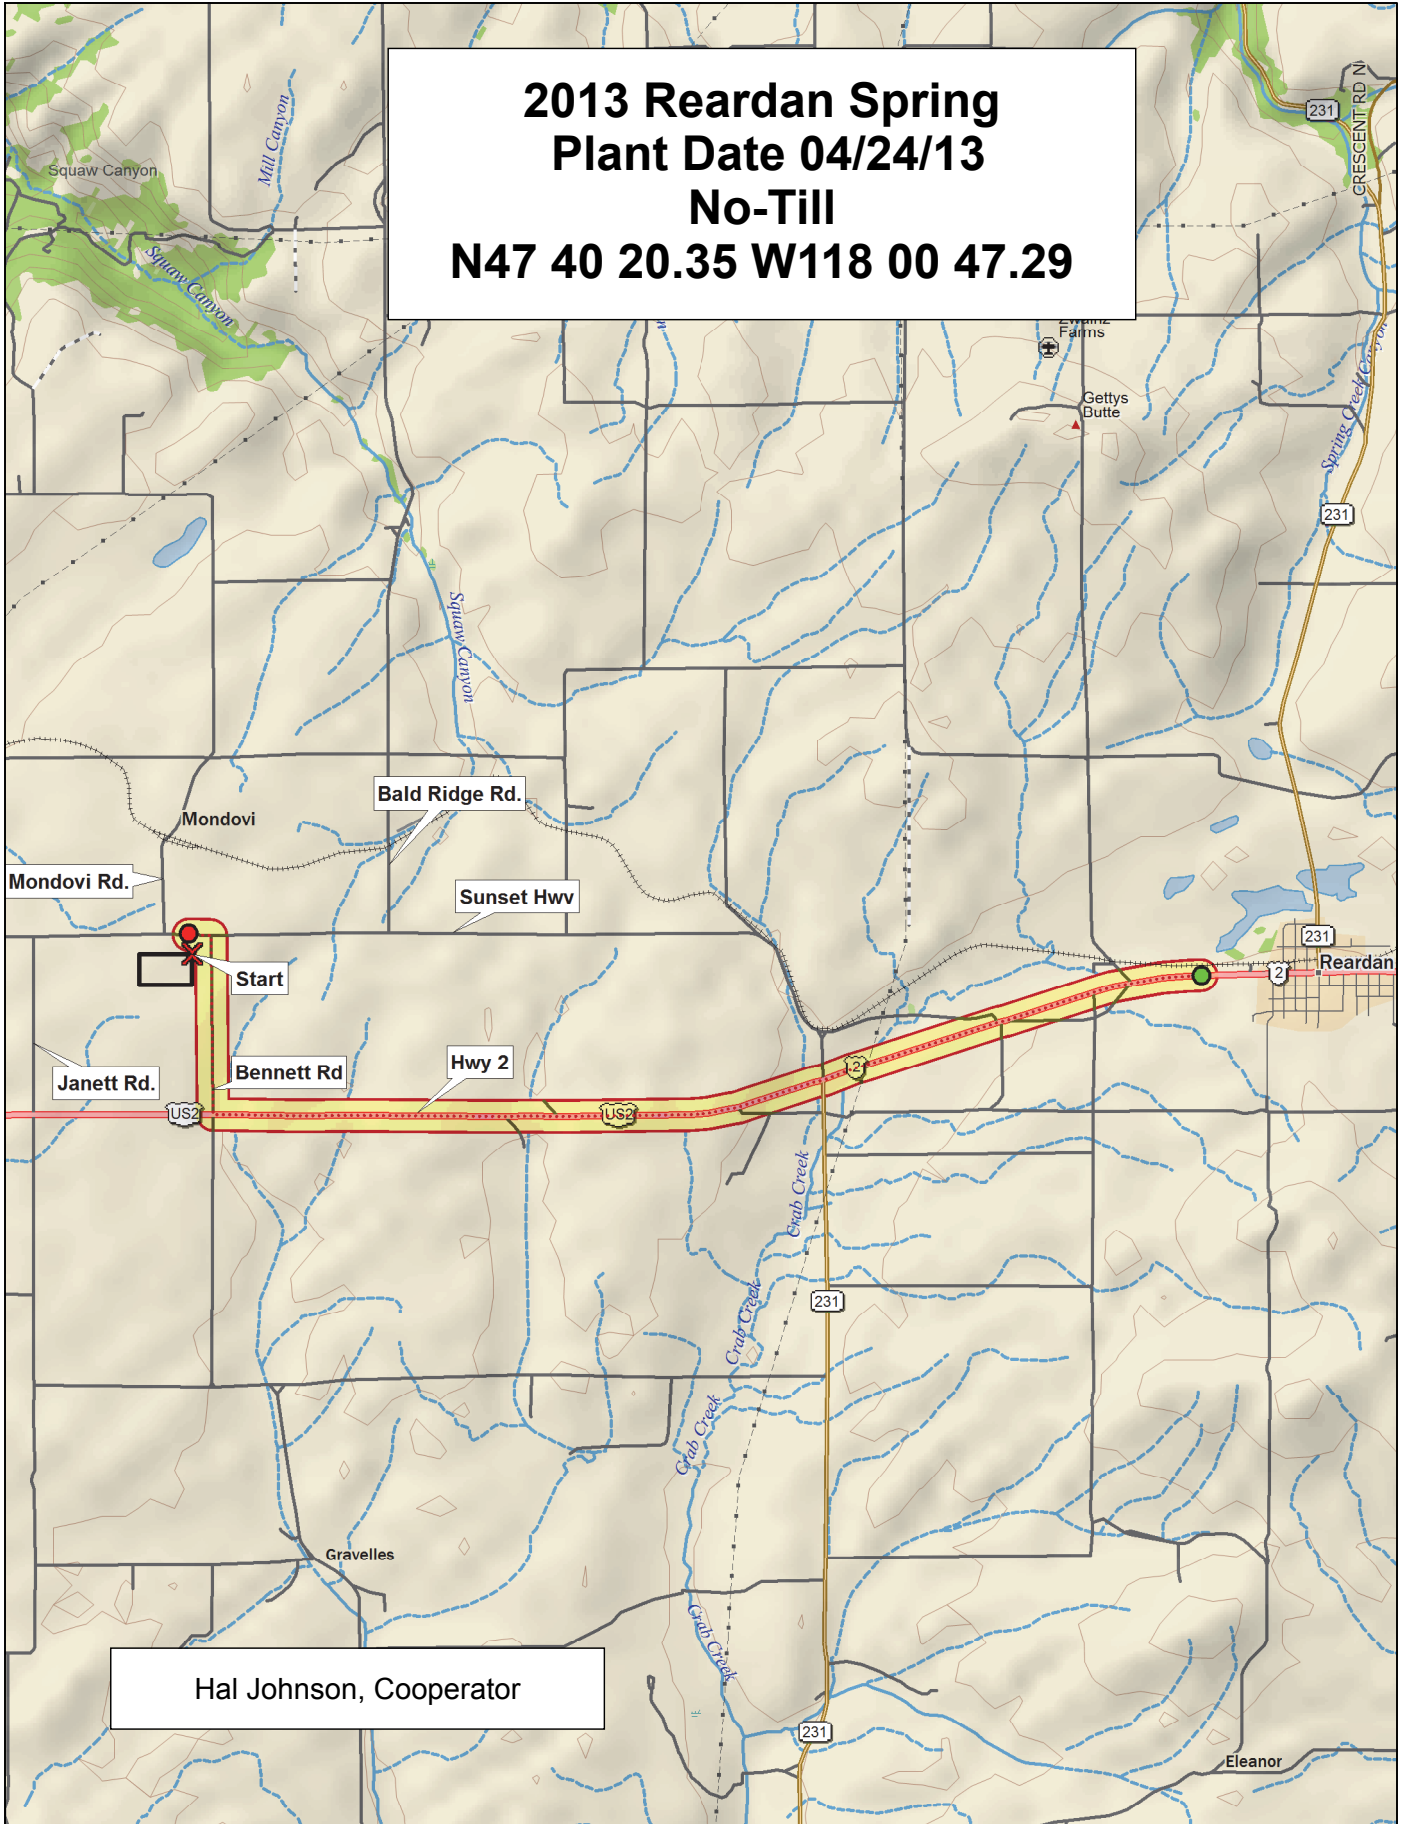 2013 Reardan Spring
Plant Date 04/24/13
No-Till
N47 40 20.35 W118 00 47.29
231
CRESCENT RD N
Mill Canyon
Squaw Canyon
Squaw Canyon
Farms
Gettys
Butte
Spring Creek Canyon
231
Squaw Canyon
Bald Ridge Rd.
Mondovi
Mondovi Rd.
Sunset Hwy
231
Reardan
2
Start
Hwy 2
Bennett Rd
Janett Rd.
2
US2
US2
Crab Creek
231
Crab Creek
Crab Creek
Gravelles
Crab Creek
Hal Johnson, Cooperator
231
Eleanor